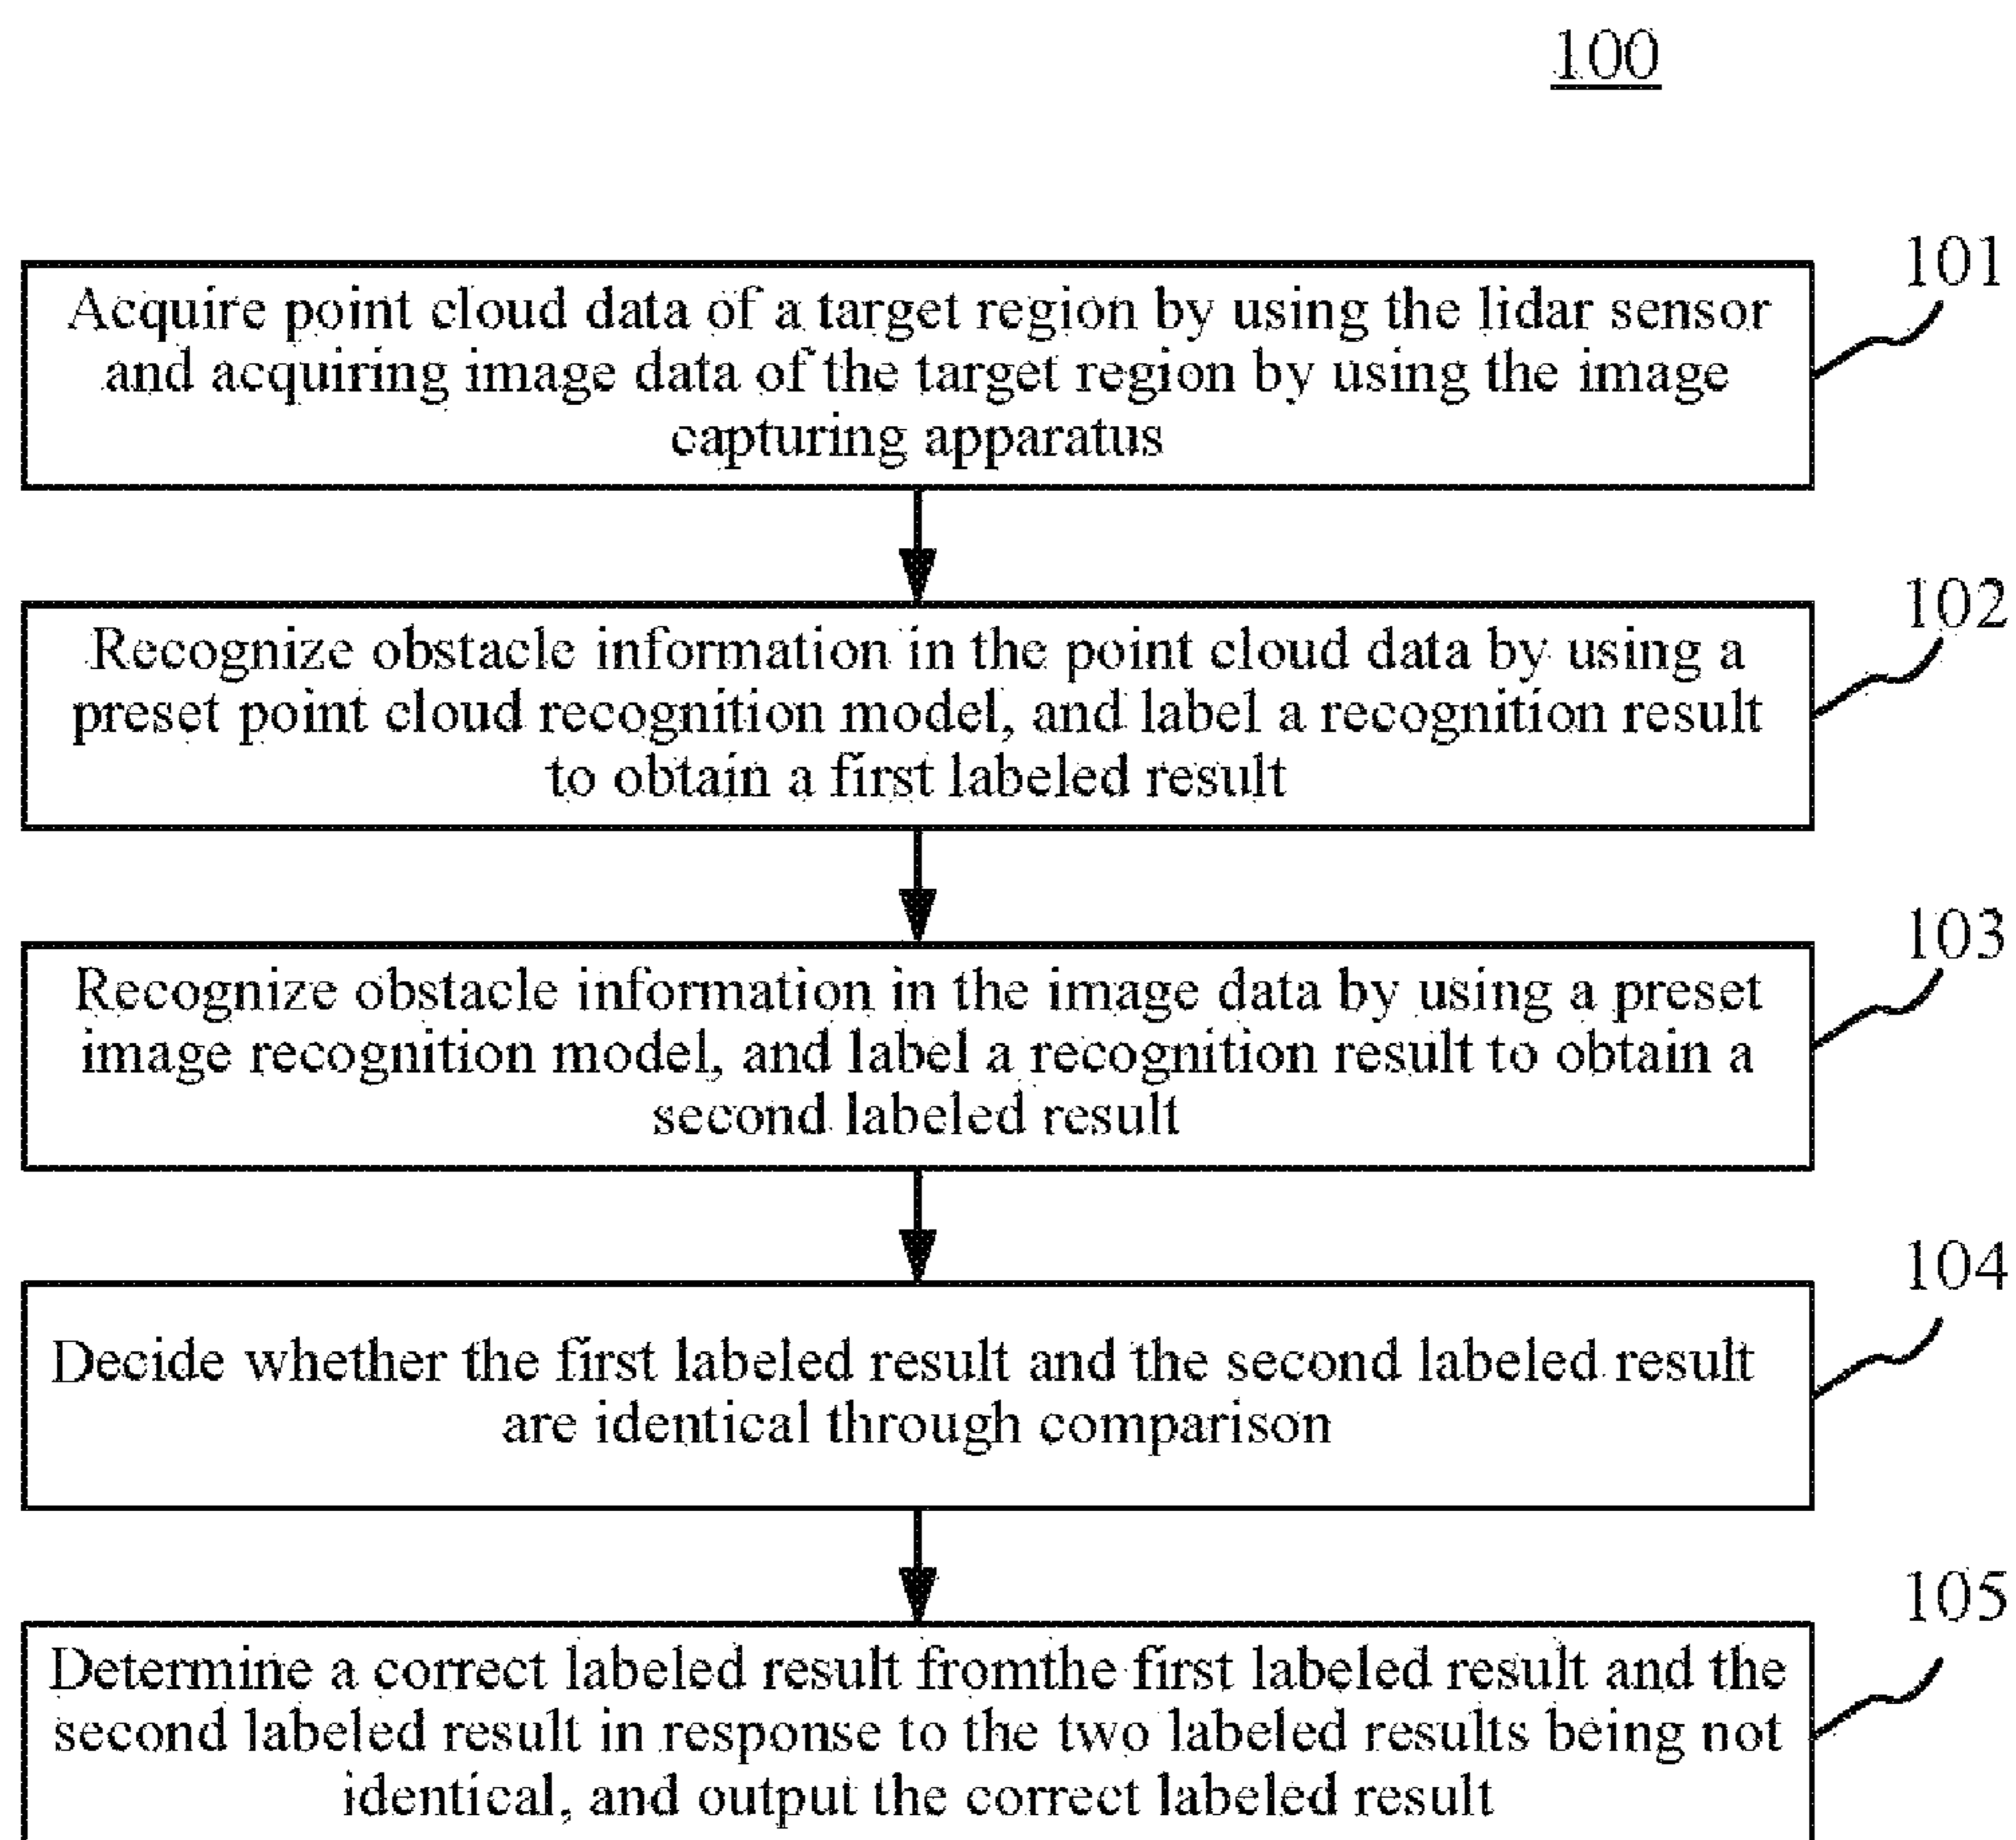 100
101
Acquire point cloud data of a target region by using the lidar sensor
and acquiring image data of the target region by using the image
capturing apparatus
102
Recognize obstacle information in the point cloud data by using a
preset point cloud recognition model, and label a recognition result
to obtain a first labeled result
103
Recognize obstacle information in the image data by using a preset
image recognition model, and label a recognition result to obtain a
second labeled result
104
Decide whether the first labeled result and the second labeled result
are identical through comparison
105
Determine a correct labeled result fromthe first labeled result and the
second labeled result in response to the two labeled results being not
identical, and output the correct labeled result